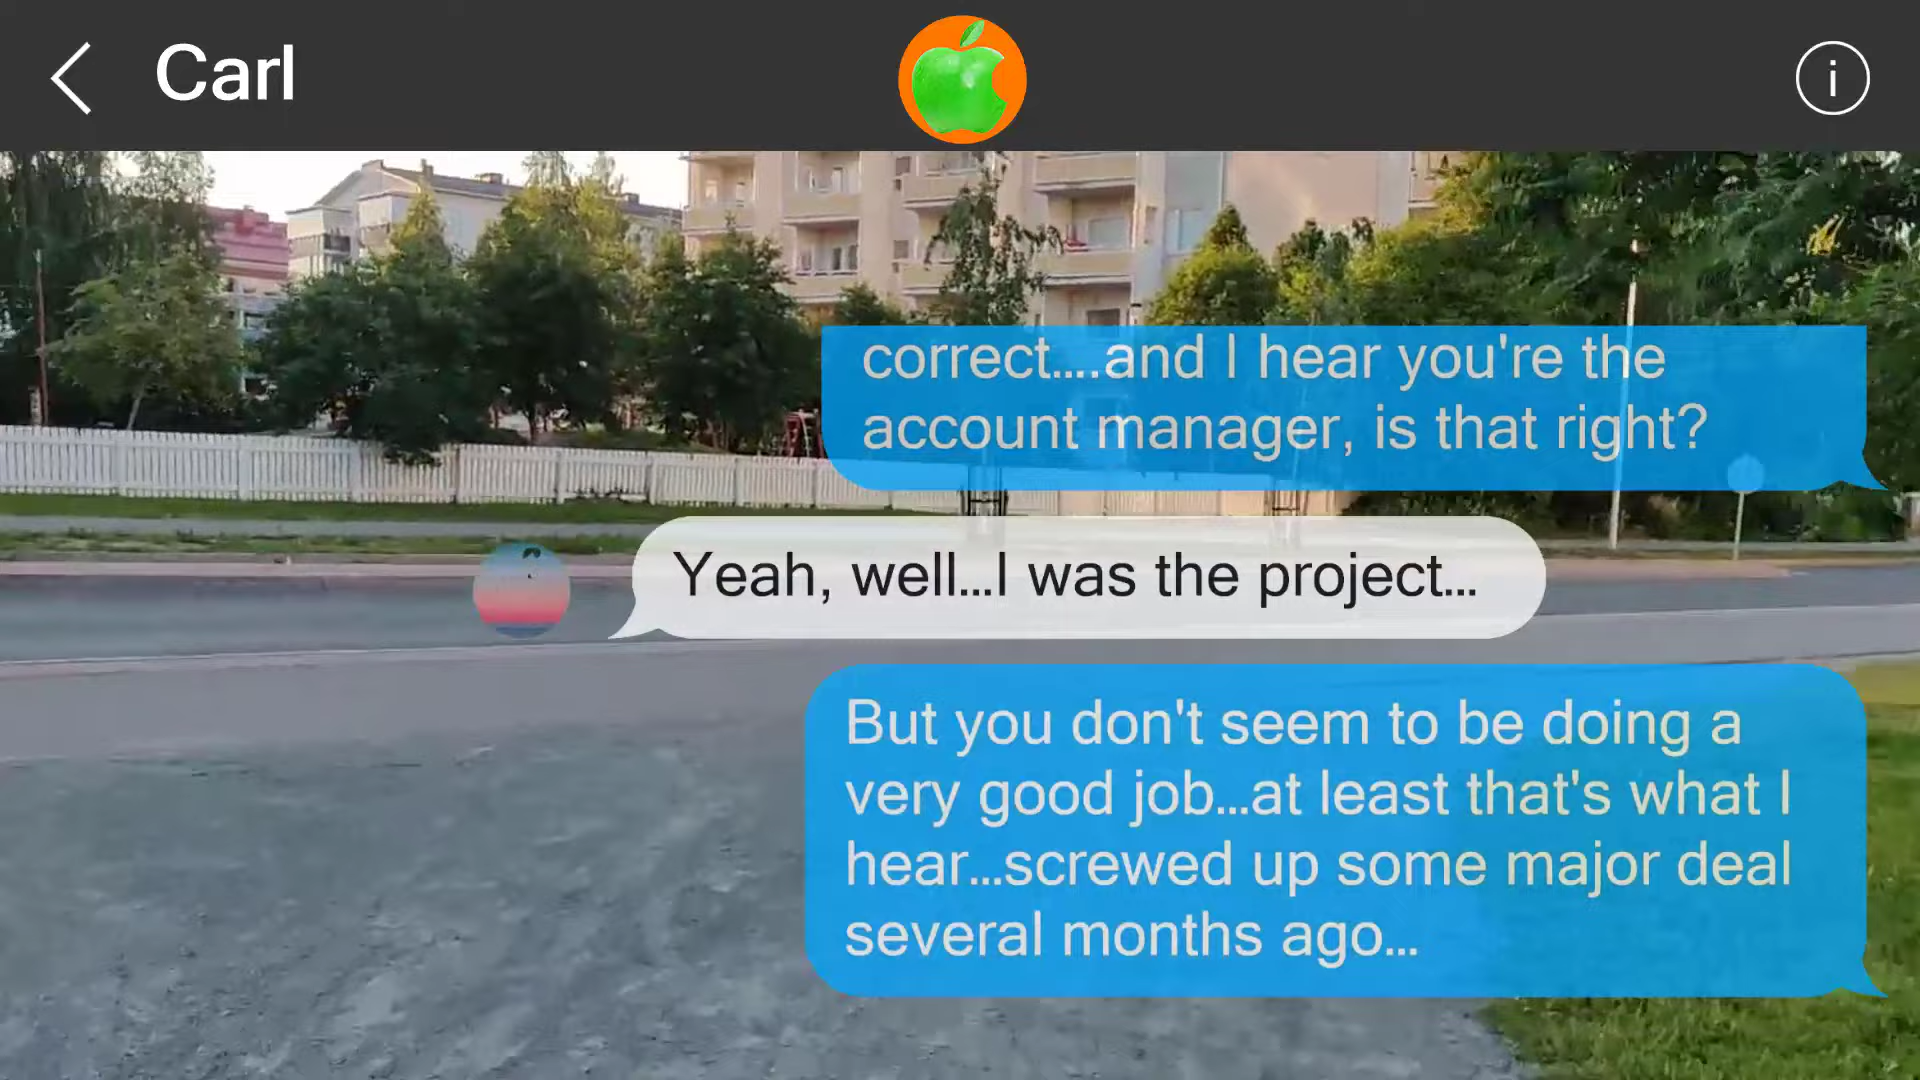 Carl
i
correct....and I hear you're the
account manager, is that right?
Yeah, well...I was the project...
But you don't seem to be doing a
very good job...at least that's what I
hear...screwed up some major deal
several months ago...